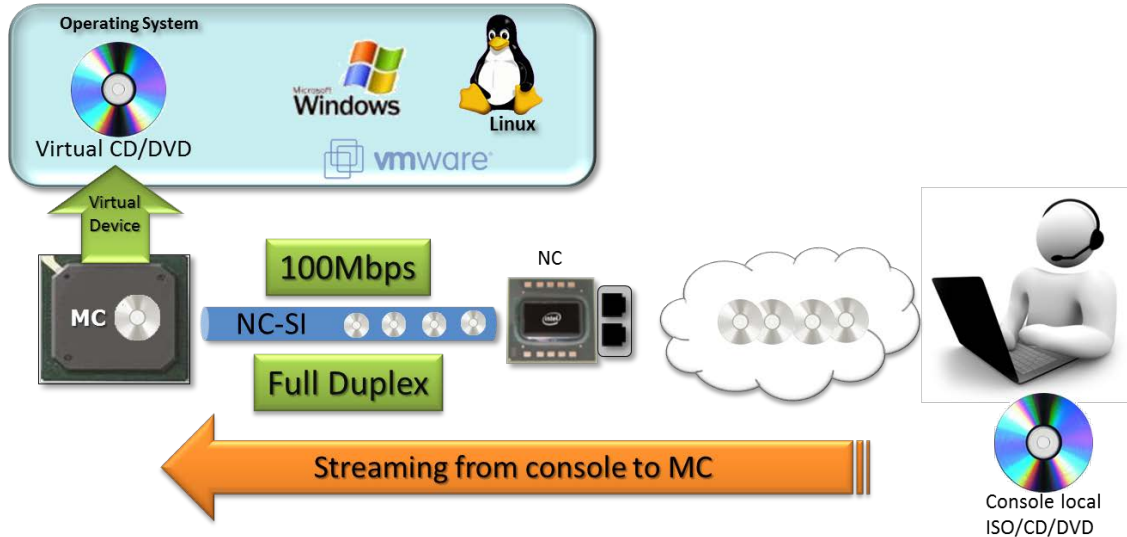 Operating System
Virtual CD/DVD
Microsoft
Windows
Linux
vmware®
Virtual
Device
MC
100Mbps
NC-SI
Full Duplex
NC
intel
Streaming from console to MC
Console local
ISO/CD/DVD